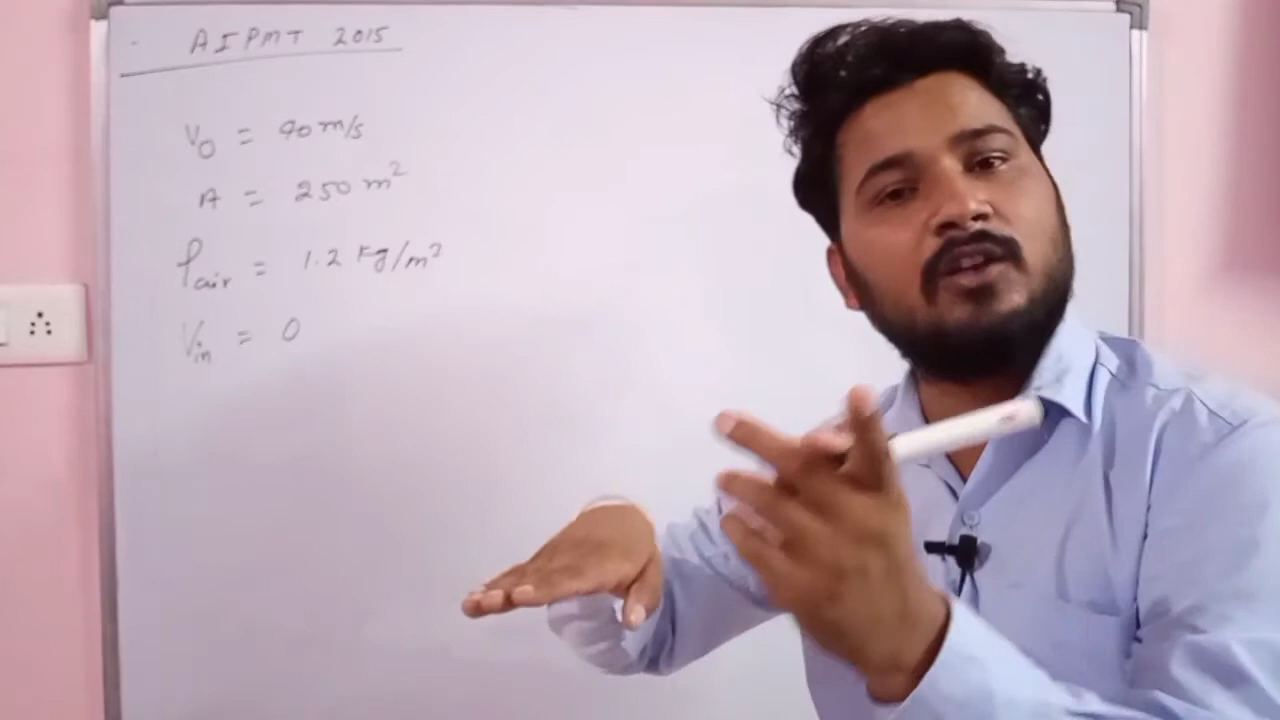 AIPMT 2015
V₀ = 40 m/s
A = 250 m²
ρair = 1.2 kg/m³
Vin = 0